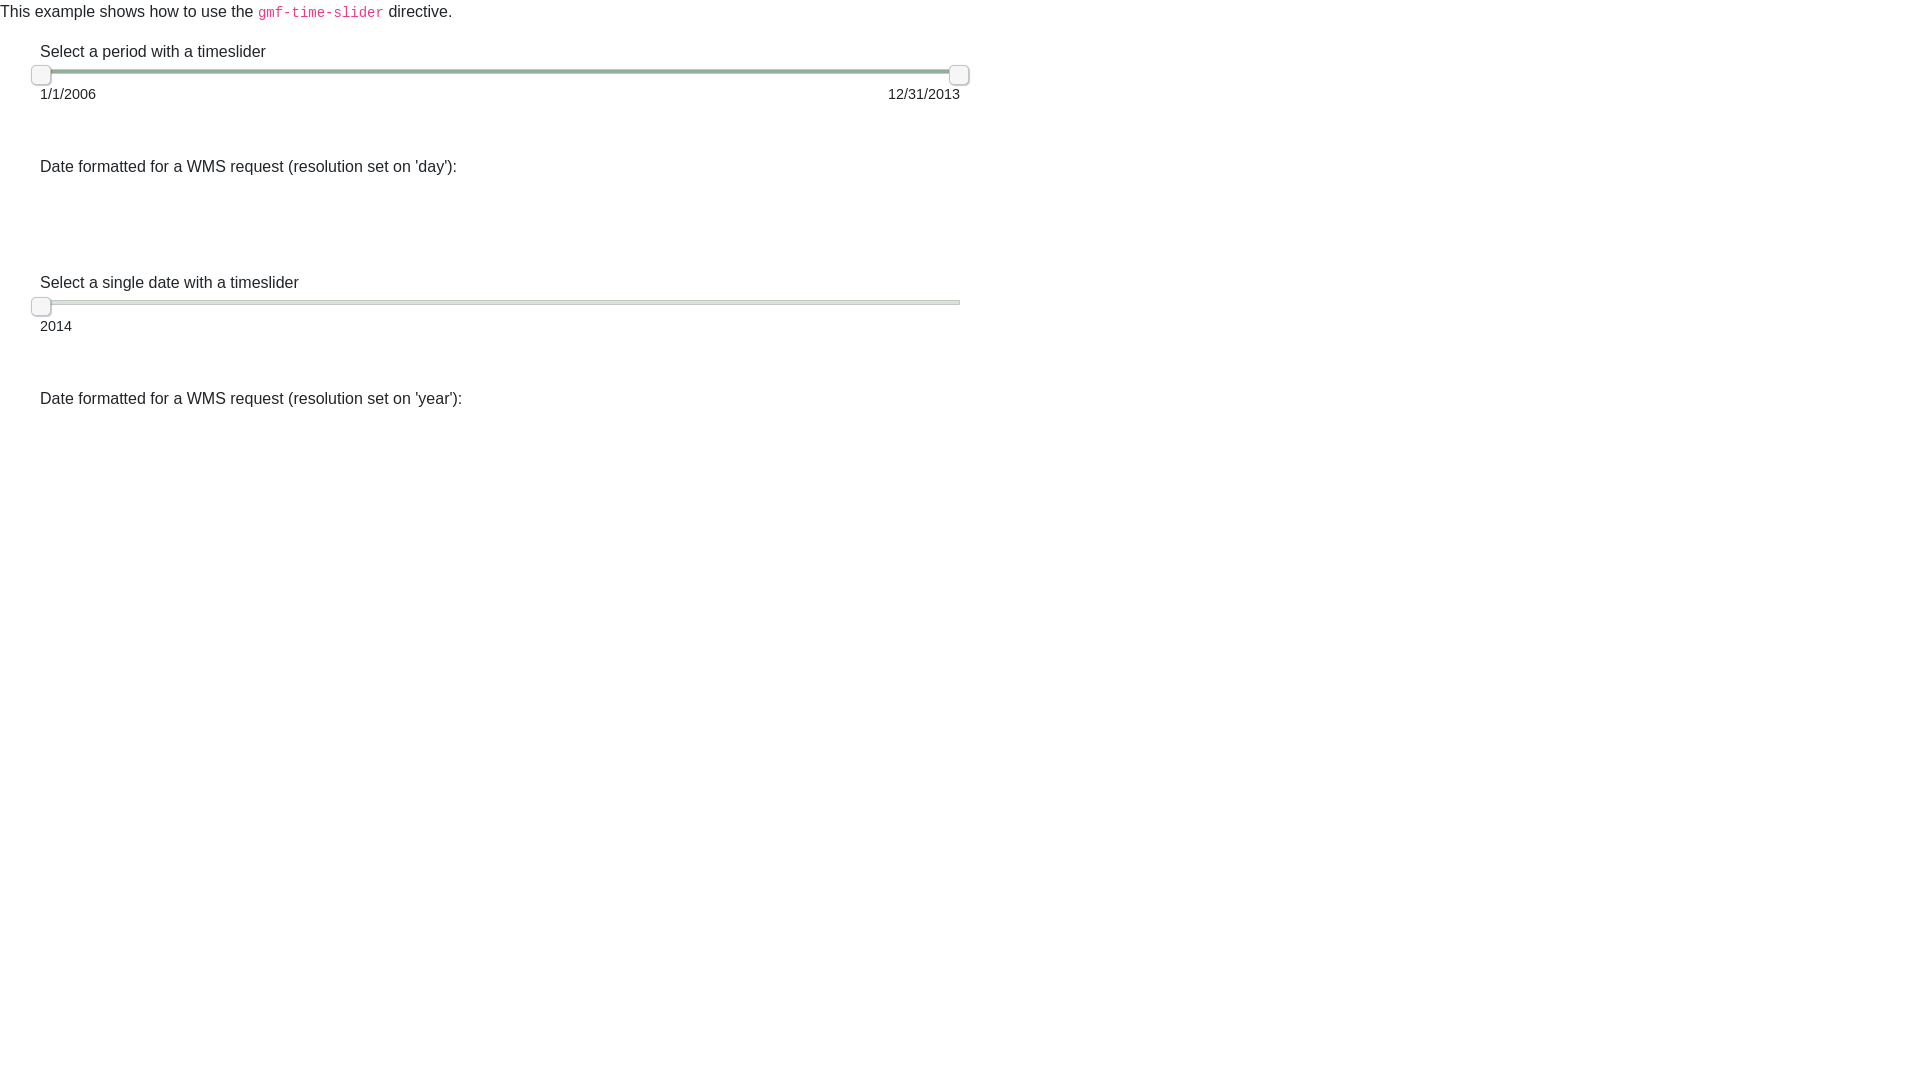 This example shows how to use the gmf-time-slider directive.
Select a period with a timeslider
1/1/2006 12/31/2013
Date formatted for a WMS request (resolution set on 'day'):
Select a single date with a timeslider
2014
Date formatted for a WMS request (resolution set on 'year'):